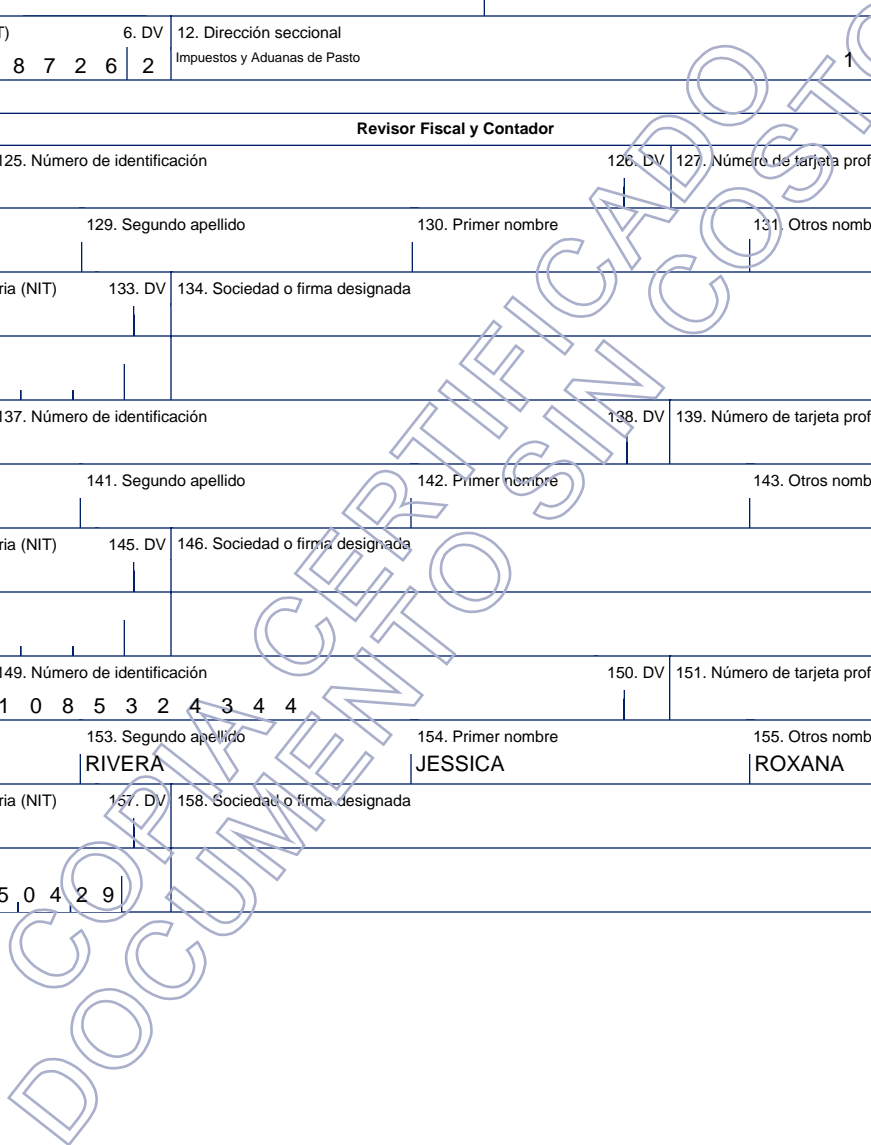 T) 6. DV 12. Dirección seccional
8 7 2 6 2 Impuestos y Aduanas de Pasto 1
Revisor Fiscal y Contador
125. Número de identificación 126. DV 127. Número de tarjeta prof
129. Segundo apellido 130. Primer nombre 131. Otros nomb
ria (NIT) 133. DV 134. Sociedad o firma designada
137. Número de identificación 138. DV 139. Número de tarjeta prof
141. Segundo apellido 142. Primer nombre 143. Otros nomb
ria (NIT) 145. DV 146. Sociedad o firma designada
149. Número de identificación 150. DV 151. Número de tarjeta prof
1 0 8 5 3 2 4 3 4 4
153. Segundo apellido 154. Primer nombre 155. Otros nomb
RIVERA JESSICA ROXANA
ria (NIT) 157. DV 158. Sociedad o firma designada
5 0 4 2 9
COPIA CERTIFICADO
DOCUMENTO SIN COSTO